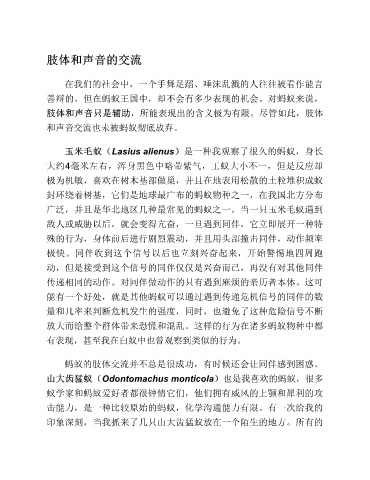 肢体和声音的交流
在我们的社会中，一个手舞足蹈、唾沫乱溅的人往往被看作能言
善辩的，但在蚂蚁王国中，却不会有多少表现的机会。对蚂蚁来说，
肢体和声音只是辅助，所能表现出的含义极为有限。尽管如此，肢体
和声音交流也未被蚂蚁彻底放弃。
玉米毛蚁（Lasius alienus）是一种我观察了很久的蚂蚁，身长
大约4毫米左右，浑身黑色中略带紫气，工蚁大小不一，但是反应却
极为机敏，喜欢在树木基部做巢，并且在地表用松散的土粒堆积成蚁
封环绕着树基，它们是地球最广布的蚂蚁物种之一，在我国北方分布
广泛，并且是华北地区几种最常见的蚂蚁之一。当一只玉米毛蚁遇到
敌人或威胁以后，就会变得亢奋，一旦遇到同伴，它立即展开一种特
殊的行为，身体前后进行剧烈震动，并且用头部撞击同伴，动作频率
极快。同伴收到这个信号以后也立刻兴奋起来，开始警惕地四周跑
动，但是接受到这个信号的同伴仅仅是兴奋而已，再没有对其他同伴
传递相同的动作。对同伴做动作的只有遇到麻烦的亲历者本体。这可
能有一个好处，就是其他蚂蚁可以通过遇到传递危机信号的同伴的数
量和几率来判断危机发生的强度，同时，也避免了这种危险信号不断
放大而给整个群体带来恐慌和混乱。这样的行为在诸多蚂蚁物种中都
有表现，甚至我在白蚁中也曾观察到类似的行为。
蚂蚁的肢体交流并不总是很成功，有时候还会让同伴感到困惑。
山大齿猛蚁（Odontomachus monticola）也是我喜欢的蚂蚁，很多
蚁学家和蚂蚁爱好者都很钟情它们，他们拥有威风的上颚和犀利的攻
击能力，是一种比较原始的蚂蚁，化学沟通能力有限。有一次给我的
印象深刻，当我抓来了几只山大齿猛蚁放在一个陌生的地方。所有的